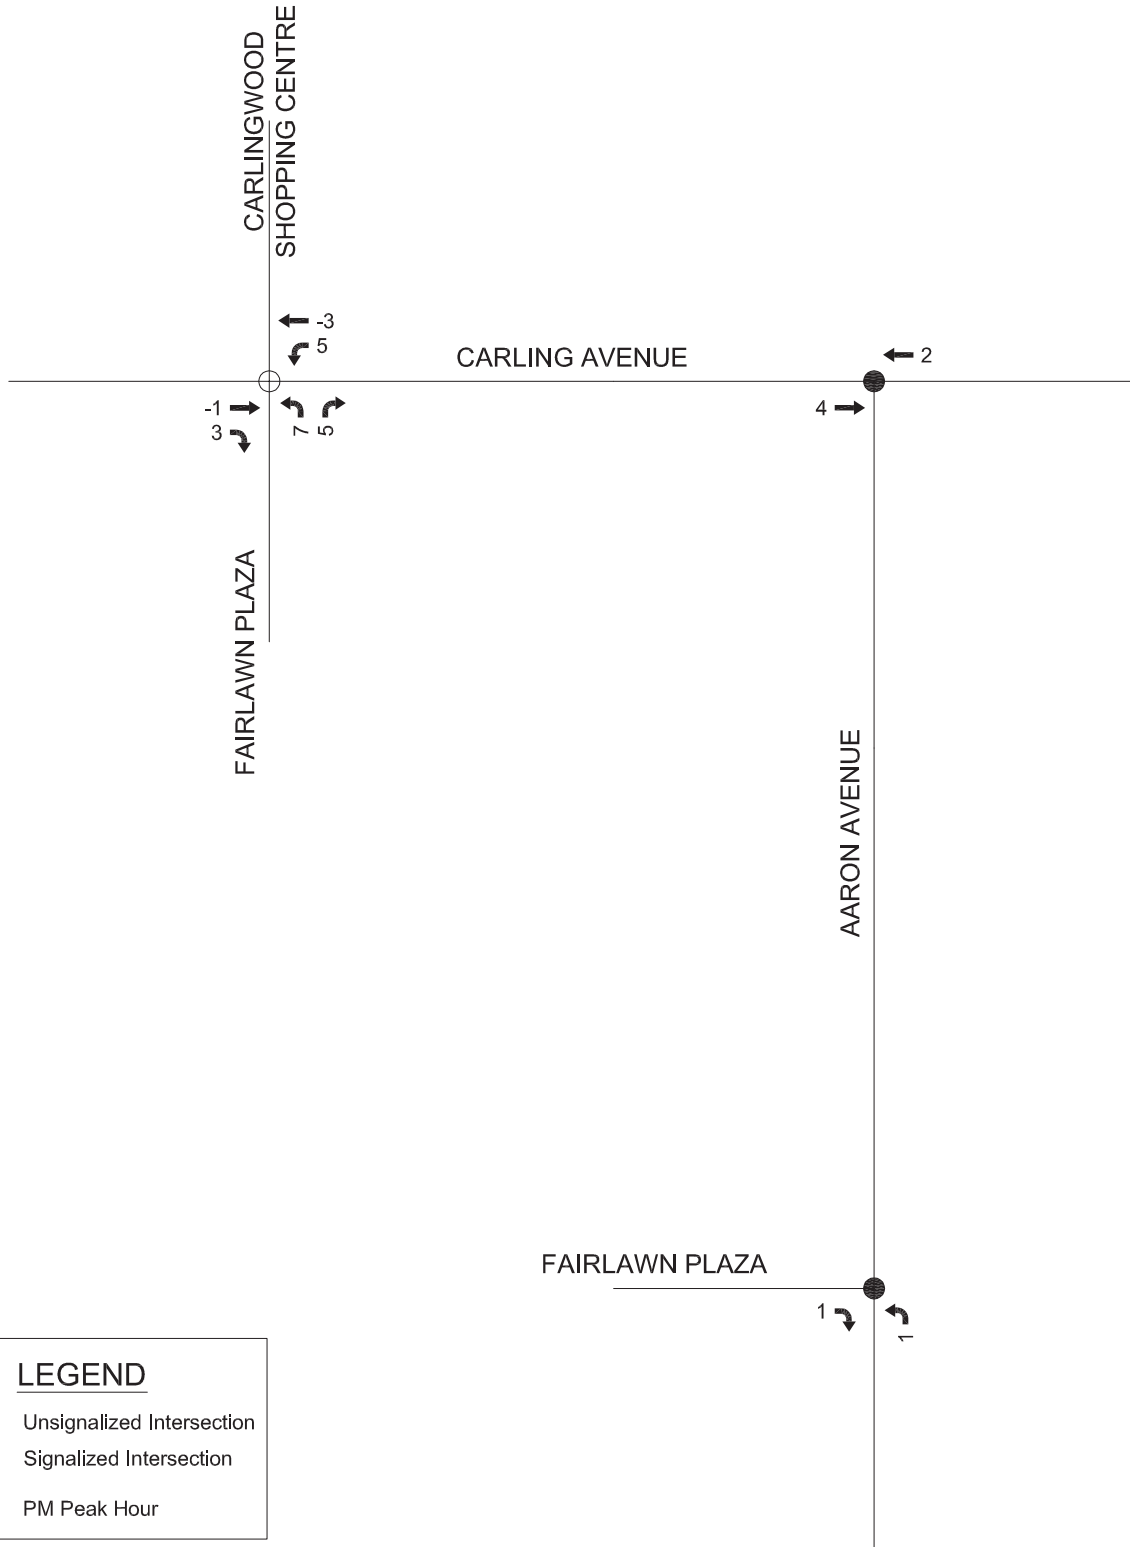 CARLINGWOOD
SHOPPING CENTRE
-3
5
CARLING AVENUE
2
-1
3
7
5
4
FAIRLAWN PLAZA
AARON AVENUE
FAIRLAWN PLAZA
1
1
LEGEND
Unsignalized Intersection
Signalized Intersection
PM Peak Hour